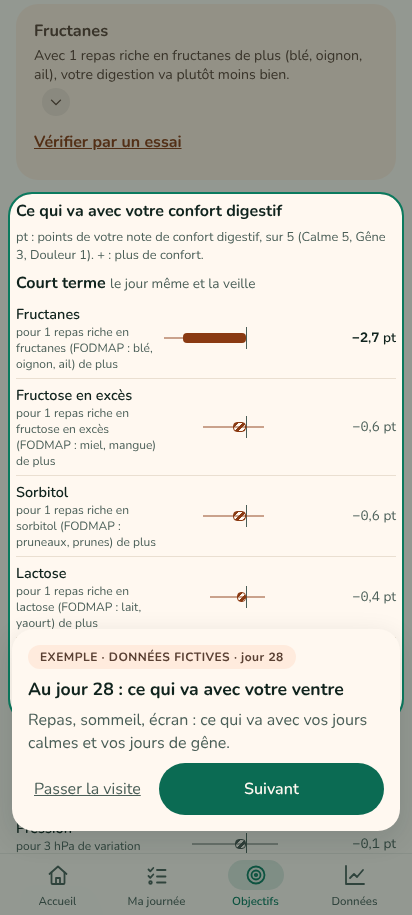 Fructanes
Avec 1 repas riche en fructanes de plus (blé, oignon,
ail), votre digestion va plutôt moins bien.
Vérifier par un essai
Ce qui va avec votre confort digestif
pt : points de votre note de confort digestif, sur 5 (Calme 5, Gêne
3, Douleur 1). + : plus de confort.
Court terme le jour même et la veille
Fructanes
pour 1 repas riche en
fructanes (FODMAP : blé,
oignon, ail) de plus
−2,7 pt
Fructose en excès
pour 1 repas riche en
fructose en excès
(FODMAP : miel, mangue)
de plus
−0,6 pt
Sorbitol
pour 1 repas riche en
sorbitol (FODMAP :
pruneaux, prunes) de plus
−0,6 pt
Lactose
pour 1 repas riche en
lactose (FODMAP : lait,
yaourt) de plus
−0,4 pt
EXEMPLE · DONNÉES FICTIVES · jour 28
Au jour 28 : ce qui va avec votre ventre
Repas, sommeil, écran : ce qui va avec vos jours
calmes et vos jours de gêne.
Passer la visite
Suivant
Pression
pour 3 hPa de variation
−0,1 pt
Accueil
Ma journée
Objectifs
Données